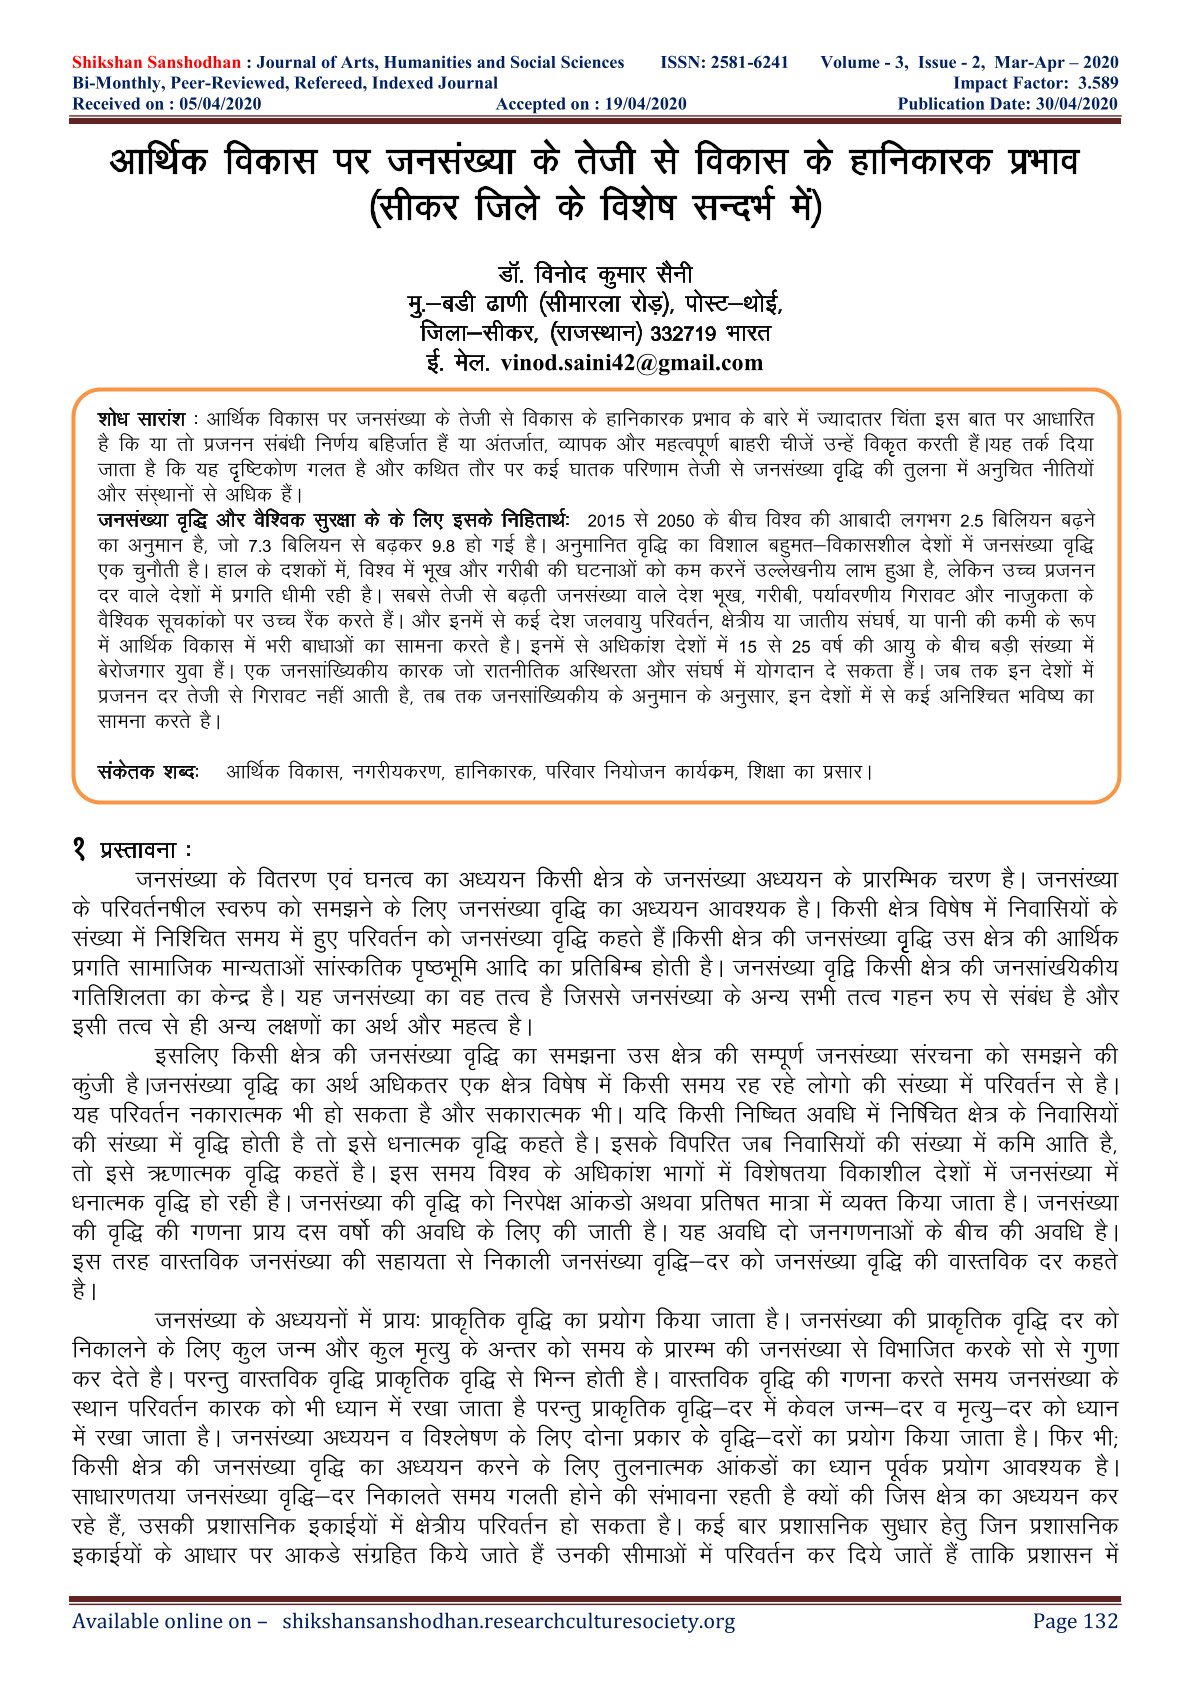 Shikshan Sanshodhan : Journal of Arts, Humanities and Social Sciences ISSN: 2581-6241 Volume - 3, Issue - 2, Mar-Apr – 2020
Bi-Monthly, Peer-Reviewed, Refereed, Indexed Journal Impact Factor: 3.589
Received on : 05/04/2020 Accepted on : 19/04/2020 Publication Date: 30/04/2020
आर्थिक विकास पर जनसंख्या के तेजी से विकास के हानिकारक प्रभाव
(सीकर जिले के विशेष सन्दर्भ में)
डॉ. विनोद कुमार सैनी
मु.–बडी ढाणी (सीमारला रोड़), पोस्ट–थोई,
जिला–सीकर, (राजस्थान) 332719 भारत
ई. मेल. vinod.saini42@gmail.com
शोध सारांश : आर्थिक विकास पर जनसंख्या के तेजी से विकास के हानिकारक प्रभाव के बारे में ज्यादातर चिंता इस बात पर आधारित
है कि या तो प्रजनन संबंधी निर्णय बहिर्जात हैं या अंतर्जात, व्यापक और महत्वपूर्ण बाहरी चीजें उन्हें विकृत करती हैं।यह तर्क दिया
जाता है कि यह दृष्टिकोण गलत है और कथित तौर पर कई घातक परिणाम तेजी से जनसंख्या वृद्धि की तुलना में अनुचित नीतियों
और संस्थानों से अधिक हैं।
जनसंख्या वृद्धि और वैश्विक सुरक्षा के के लिए इसके निहितार्थः 2015 से 2050 के बीच विश्व की आबादी लगभग 2.5 बिलियन बढ़ने
का अनुमान है, जो 7.3 बिलियन से बढ़कर 9.8 हो गई है। अनुमानित वृद्धि का विशाल बहुमत–विकासशील देशों में जनसंख्या वृद्धि
एक चुनौती है। हाल के दशकों में, विश्व में भूख और गरीबी की घटनाओं को कम करनें उल्लेखनीय लाभ हुआ है, लेकिन उच्च प्रजनन
दर वाले देशों में प्रगति धीमी रही है। सबसे तेजी से बढ़ती जनसंख्या वाले देश भूख, गरीबी, पर्यावरणीय गिरावट और नाजुकता के
वैश्विक सूचकांको पर उच्च रैंक करते हैं। और इनमें से कई देश जलवायु परिवर्तन, क्षेत्रीय या जातीय संघर्ष, या पानी की कमी के रूप
में आर्थिक विकास में भरी बाधाओं का सामना करते है। इनमें से अधिकांश देशों में 15 से 25 वर्ष की आयु के बीच बड़ी संख्या में
बेरोजगार युवा हैं। एक जनसांख्यिकीय कारक जो रातनीतिक अस्थिरता और संघर्ष में योगदान दे सकता हैं। जब तक इन देशों में
प्रजनन दर तेजी से गिरावट नहीं आती है, तब तक जनसांख्यिकीय के अनुमान के अनुसार, इन देशों में से कई अनिश्चित भविष्य का
सामना करते है।
संकेतक शब्दः आर्थिक विकास, नगरीयकरण, हानिकारक, परिवार नियोजन कार्यक्रम, शिक्षा का प्रसार।
१ प्रस्तावना :
जनसंख्या के वितरण एवं घनत्व का अध्ययन किसी क्षेत्र के जनसंख्या अध्ययन के प्रारम्भिक चरण है। जनसंख्या
के परिवर्तनषील स्वरुप को समझने के लिए जनसंख्या वृद्धि का अध्ययन आवश्यक है। किसी क्षेत्र विषेष में निवासियों के
संख्या में निश्चित समय में हुए परिवर्तन को जनसंख्या वृद्धि कहते हैं।किसी क्षेत्र की जनसंख्या वृद्धि उस क्षेत्र की आर्थिक
प्रगति सामाजिक मान्यताओं सांस्कतिक पृष्ठभूमि आदि का प्रतिबिम्ब होती है। जनसंख्या वृद्वि किसी क्षेत्र की जनसांर्खयिकीय
गतिशिलता का केन्द्र है। यह जनसंख्या का वह तत्व है जिससे जनसंख्या के अन्य सभी तत्व गहन रुप से संबंध है और
इसी तत्व से ही अन्य लक्षणों का अर्थ और महत्व है।
इसलिए किसी क्षेत्र की जनसंख्या वृद्धि का समझना उस क्षेत्र की सम्पूर्ण जनसंख्या संरचना को समझने की
कुंजी है।जनसंख्या वृद्धि का अर्थ अधिकतर एक क्षेत्र विषेष में किसी समय रह रहे लोगो की संख्या में परिवर्तन से है।
यह परिवर्तन नकारात्मक भी हो सकता है और सकारात्मक भी। यदि किसी निष्चित अवधि में निर्षिचत क्षेत्र के निवासियों
की संख्या में वृद्धि होती है तो इसे धनात्मक वृद्धि कहते है। इसके विपरित जब निवासियों की संख्या में कमि आति है,
तो इसे ऋणात्मक वृद्धि कहतें है। इस समय विश्व के अधिकांश भागों में विशेषतया विकाशील देशों में जनसंख्या में
धनात्मक वृद्धि हो रही है। जनसंख्या की वृद्धि को निरपेक्ष आंकडो अथवा प्रतिषत मात्रा में व्यक्त किया जाता है। जनसंख्या
की वृद्धि की गणना प्राय दस वर्षो की अवधि के लिए की जाती है। यह अवधि दो जनगणनाओं के बीच की अवधि है।
इस तरह वास्तविक जनसंख्या की सहायता से निकाली जनसंख्या वृद्धि–दर को जनसंख्या वृद्धि की वास्तविक दर कहते
है।
जनसंख्या के अध्ययनों में प्रायः प्राकृतिक वृद्धि का प्रयोग किया जाता है। जनसंख्या की प्राकृतिक वृद्धि दर को
निकालने के लिए कुल जन्म और कुल मृत्यु के अन्तर को समय के प्रारम्भ की जनसंख्या से विभाजित करके सो से गुणा
कर देते है। परन्तु वास्तविक वृद्धि प्राकृतिक वृद्धि से भिन्न होती है। वास्तविक वृद्धि की गणना करते समय जनसंख्या के
स्थान परिवर्तन कारक को भी ध्यान में रखा जाता है परन्तु प्राकृतिक वृद्धि–दर में केवल जन्म–दर व मृत्यु–दर को ध्यान
में रखा जाता है। जनसंख्या अध्ययन व विश्लेषण के लिए दोना प्रकार के वृद्धि–दरों का प्रयोग किया जाता है। फिर भी;
किसी क्षेत्र की जनसंख्या वृद्धि का अध्ययन करने के लिए तुलनात्मक आंकडों का ध्यान पूर्वक प्रयोग आवश्यक है।
साधारणतया जनसंख्या वृद्धि–दर निकालते समय गलती होने की संभावना रहती है क्यों की जिस क्षेत्र का अध्ययन कर
रहे हैं, उसकी प्रशासनिक इकाईयों में क्षेत्रीय परिवर्तन हो सकता है। कई बार प्रशासनिक सुधार हेतु जिन प्रशासनिक
इकाईयों के आधार पर आकडे संग्रहित किये जाते हैं उनकी सीमाओं में परिवर्तन कर दिये जातें हैं ताकि प्रशासन में
Available online on – shikshansanshodhan.researchculturesociety.org Page 132